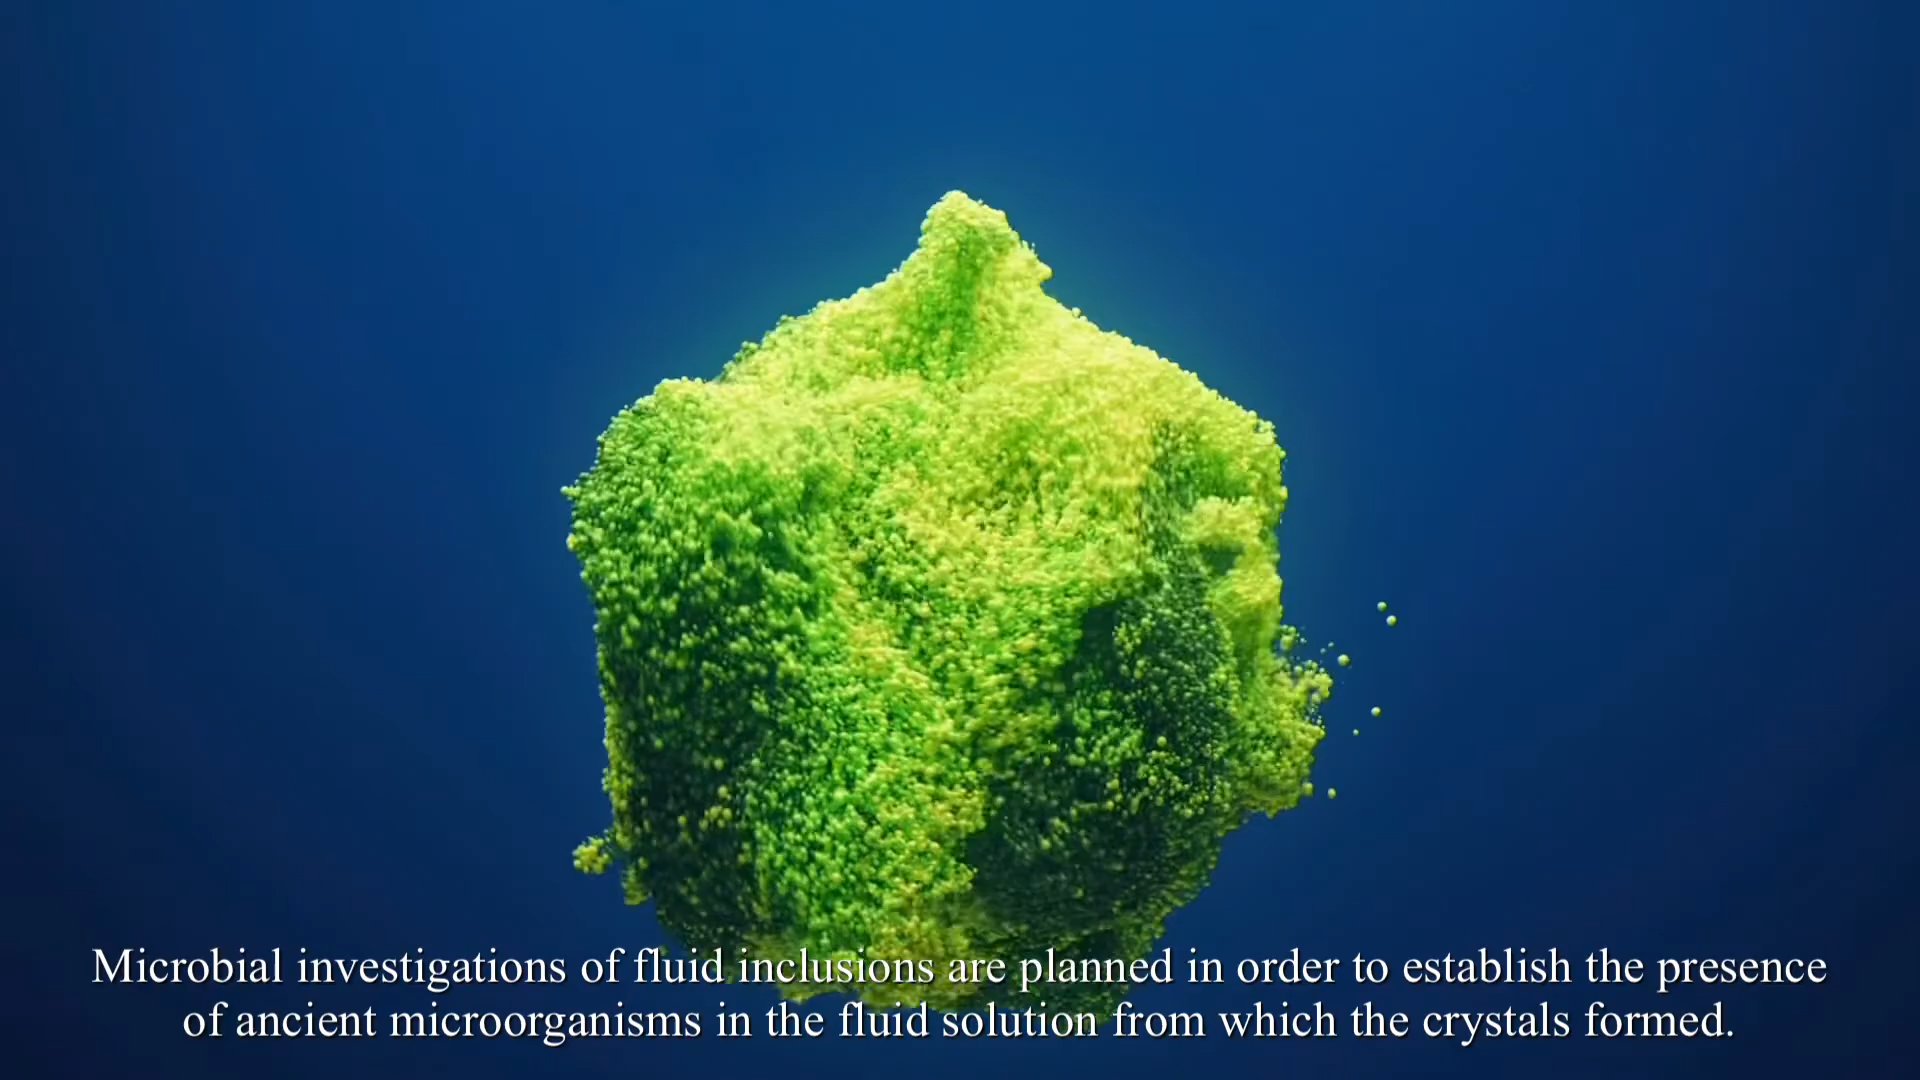 Microbial investigations of fluid inclusions are planned in order to establish the presence
of ancient microorganisms in the fluid solution from which the crystals formed.